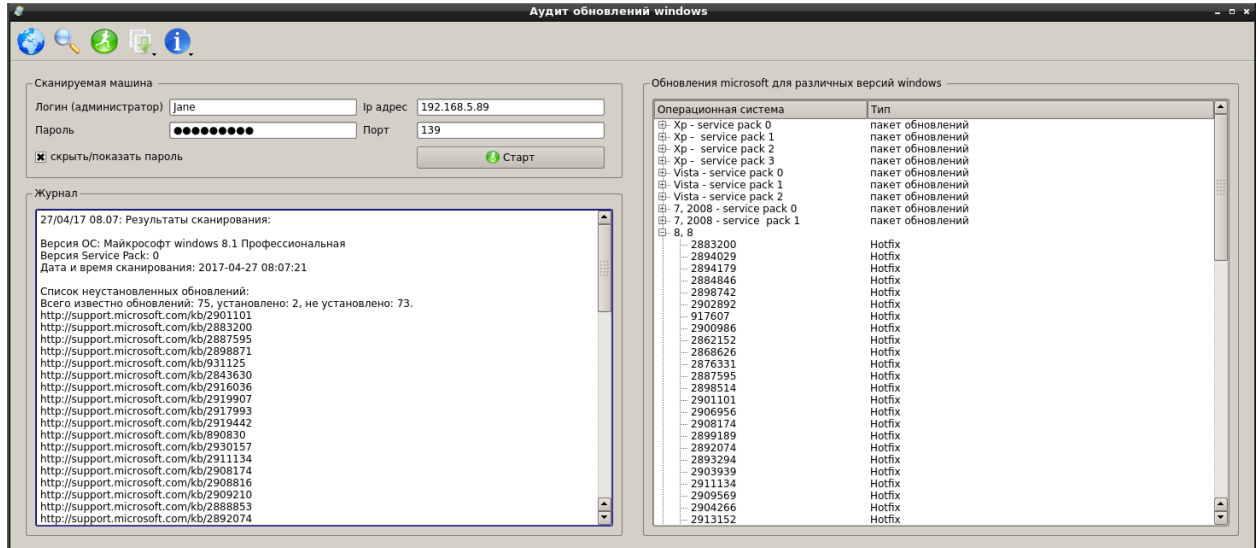 Аудит обновлений windows
Сканируемая машина
Логин (администратор) Jane Ip адрес 192.168.5.89
Пароль ●●●●●●●●● Порт 139
скрыть/показать пароль Старт
Журнал
27/04/17 08.07: Результаты сканирования:
Версия ОС: Майкрософт windows 8.1 Профессиональная
Версия Service Pack: 0
Дата и время сканирования: 2017-04-27 08:07:21
Список неустановленных обновлений:
Всего известно обновлений: 75, установлено: 2, не установлено: 73.
http://support.microsoft.com/kb/2901101
http://support.microsoft.com/kb/2883200
http://support.microsoft.com/kb/2887595
http://support.microsoft.com/kb/2898871
http://support.microsoft.com/kb/931125
http://support.microsoft.com/kb/2843630
http://support.microsoft.com/kb/2916036
http://support.microsoft.com/kb/2919907
http://support.microsoft.com/kb/2917993
http://support.microsoft.com/kb/2919442
http://support.microsoft.com/kb/890830
http://support.microsoft.com/kb/2930157
http://support.microsoft.com/kb/2911134
http://support.microsoft.com/kb/2908174
http://support.microsoft.com/kb/2908816
http://support.microsoft.com/kb/2909210
http://support.microsoft.com/kb/2888853
http://support.microsoft.com/kb/2892074
Обновления microsoft для различных версий windows
Операционная система Тип
Xp - service pack 0 пакет обновлений
Xp - service pack 1 пакет обновлений
Xp - service pack 2 пакет обновлений
Xp - service pack 3 пакет обновлений
Vista - service pack 0 пакет обновлений
Vista - service pack 1 пакет обновлений
Vista - service pack 2 пакет обновлений
7, 2008 - service pack 0 пакет обновлений
7, 2008 - service pack 1 пакет обновлений
8, 8
2883200 Hotfix
2894029 Hotfix
2894179 Hotfix
2884846 Hotfix
2898742 Hotfix
2902892 Hotfix
917607 Hotfix
2900986 Hotfix
2862152 Hotfix
2868626 Hotfix
2876331 Hotfix
2887595 Hotfix
2898514 Hotfix
2901101 Hotfix
2906956 Hotfix
2908174 Hotfix
2899189 Hotfix
2892074 Hotfix
2893294 Hotfix
2903939 Hotfix
2911134 Hotfix
2909569 Hotfix
2904266 Hotfix
2913152 Hotfix